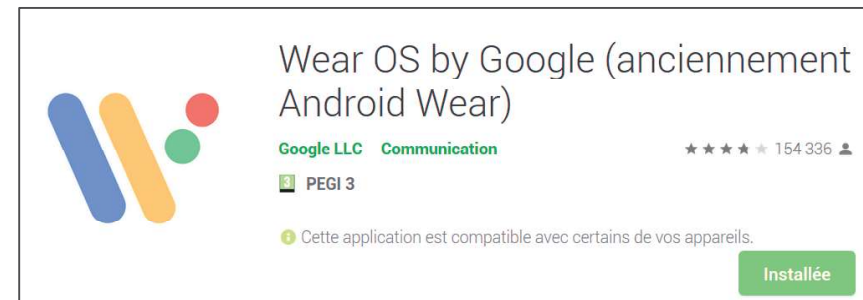 Wear OS by Google (anciennement
Android Wear)
Google LLC Communication 154 336
3 PEGI 3
Cette application est compatible avec certains de vos appareils.
Installée